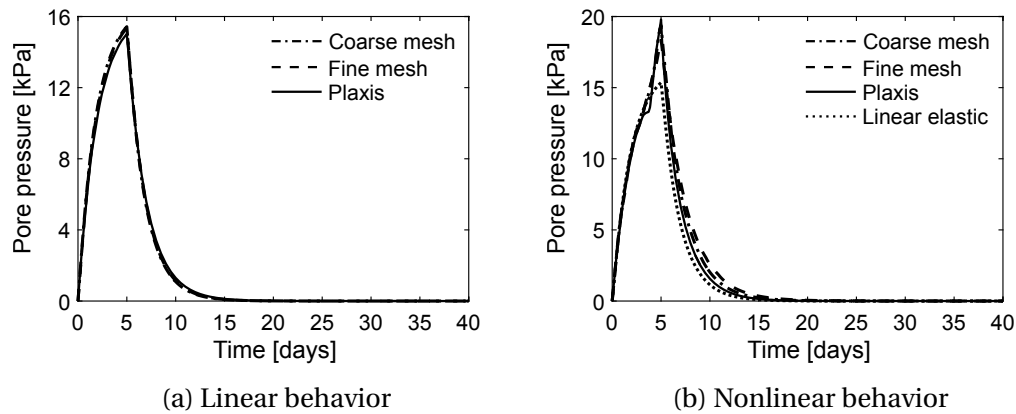 16
12
8
4
0
Pore pressure [kPa]
Coarse mesh
Fine mesh
Plaxis
0 5 10 15 20 25 30 35 40
Time [days]
(a) Linear behavior
20
15
10
5
0
Pore pressure [kPa]
Coarse mesh
Fine mesh
Plaxis
Linear elastic
0 5 10 15 20 25 30 35 40
Time [days]
(b) Nonlinear behavior